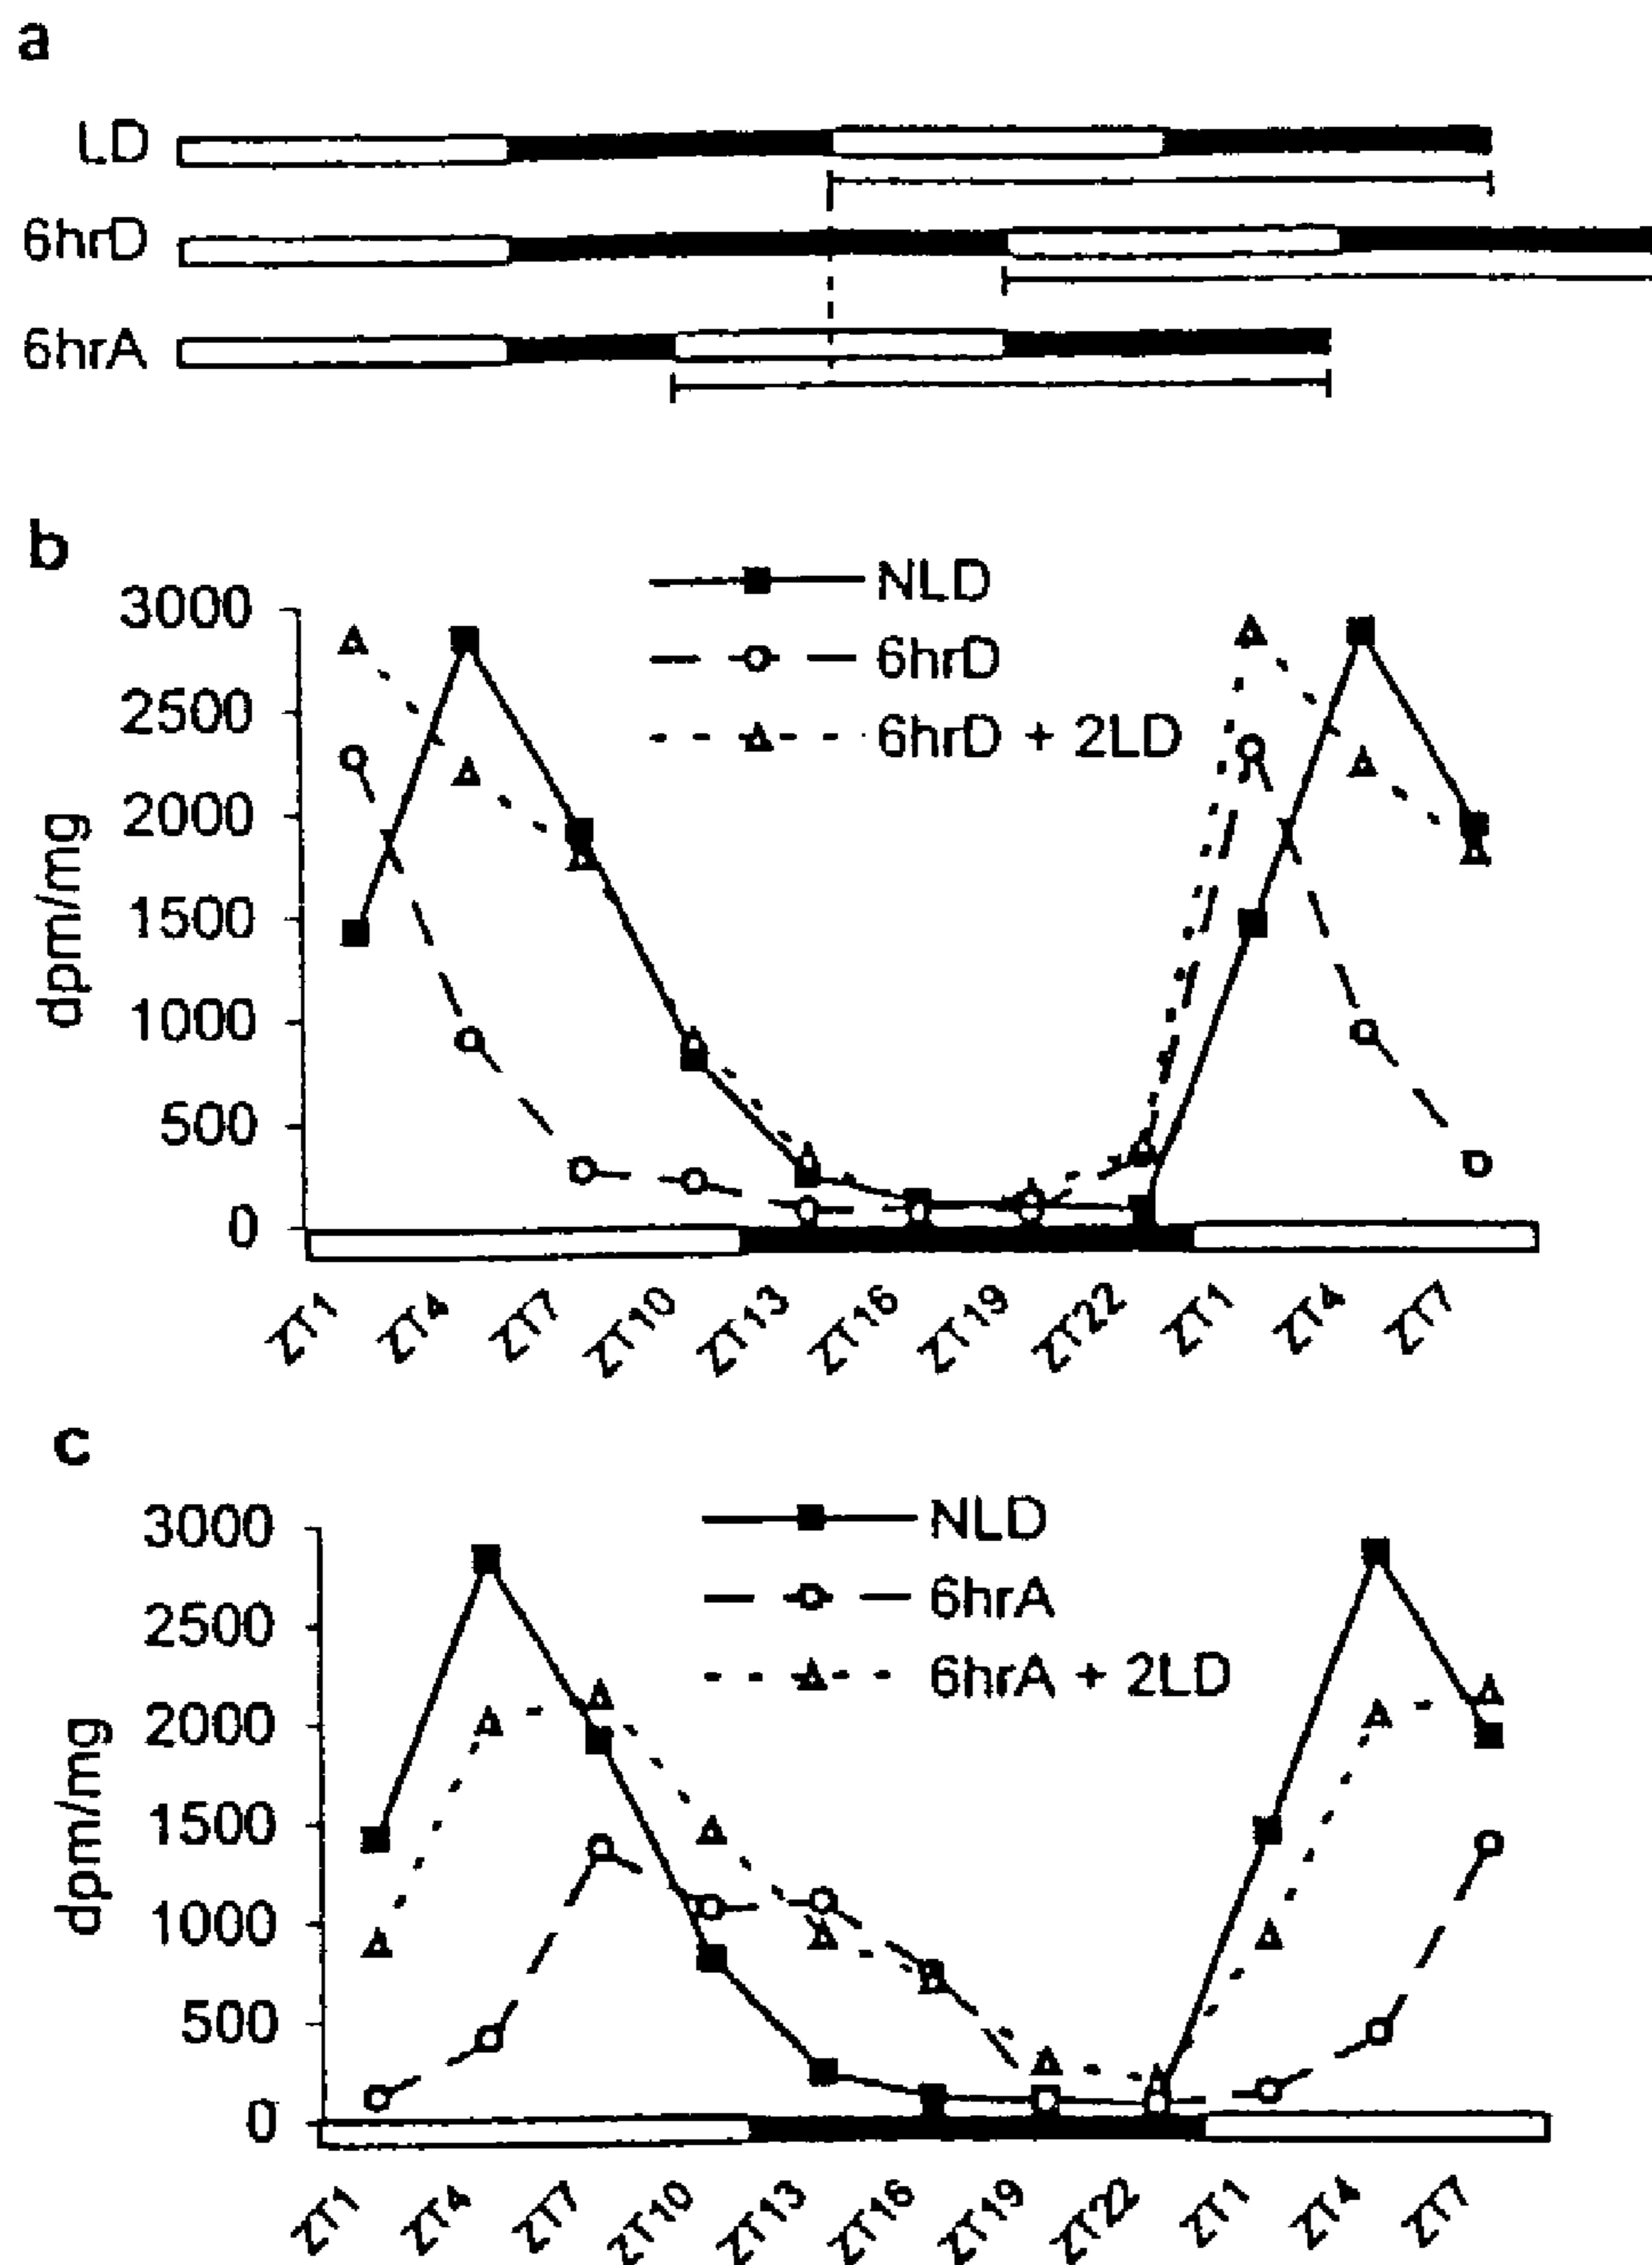 a
LD
6hrD
6hrA
b
NLD
6hrD
6hrD + 2LD
3000
2500
2000
1500
1000
500
0
dpm/mg
ZT1 ZT4 ZT7 ZT10 ZT13 ZT16 ZT19 ZT22 ZT1 ZT4 ZT7
c
NLD
6hrA
6hrA + 2LD
3000
2500
2000
1500
1000
500
0
dpm/mg
ZT1 ZT4 ZT7 ZT10 ZT13 ZT16 ZT19 ZT22 ZT1 ZT4 ZT7